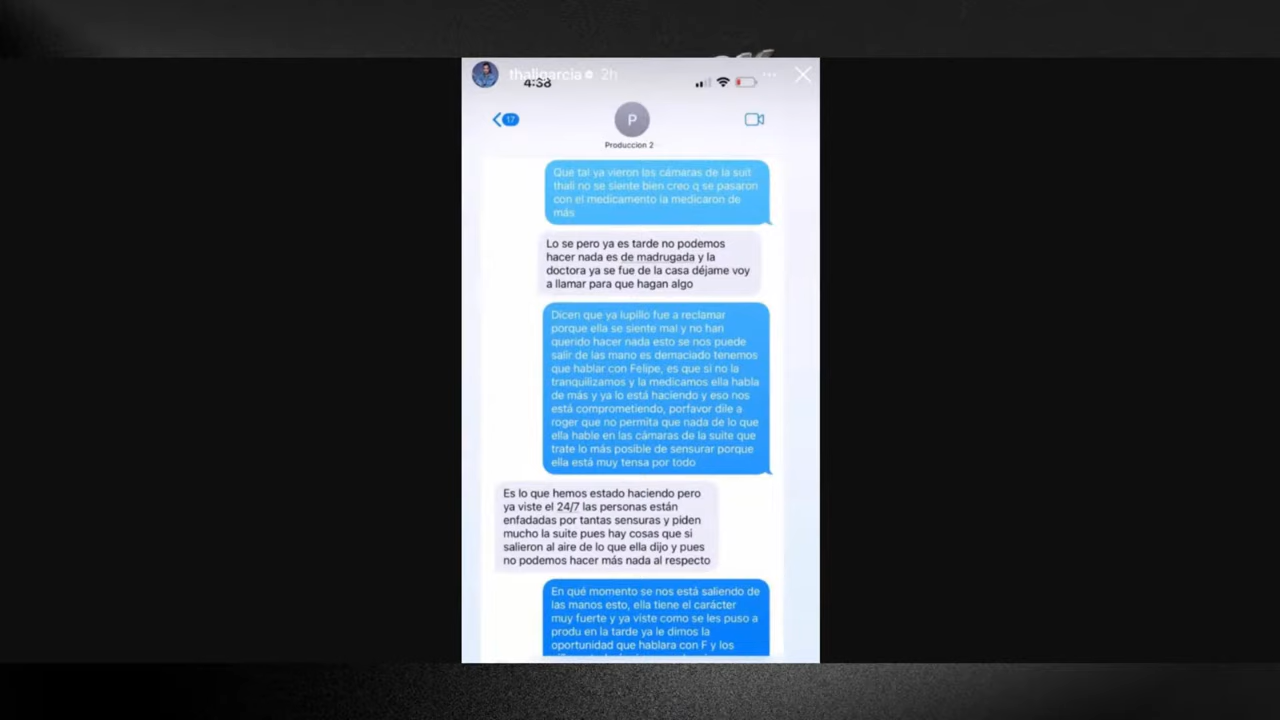 thaligarcia 2h
4:38
17
P
Produccion 2
Que tal ya vieron las cámaras de la suit
thali no se siente bien creo q se pasaron
con el medicamento la medicaron de
más
Lo se pero ya es tarde no podemos
hacer nada es de madrugada y la
doctora ya se fue de la casa déjame voy
a llamar para que hagan algo
Dicen que ya lupillo fue a reclamar
porque ella se siente mal y no han
querido hacer nada esto se nos puede
salir de las mano es demaciado tenemos
que hablar con Felipe, es que si no la
tranquilizamos y la medicamos ella habla
de más y ya lo está haciendo y eso nos
está comprometiendo, porfavor dile a
roger que no permita que nada de lo que
ella hable en las cámaras de la suite que
trate lo más posible de sensurar porque
ella está muy tensa por todo
Es lo que hemos estado haciendo pero
ya viste el 24/7 las personas están
enfadadas por tantas sensuras y piden
mucho la suite pues hay cosas que si
salieron al aire de lo que ella dijo y pues
no podemos hacer más nada al respecto
En qué momento se nos está saliendo de
las manos esto, ella tiene el carácter
muy fuerte y ya viste como se les puso a
produ en la tarde ya le dimos la
oportunidad que hablara con F y los